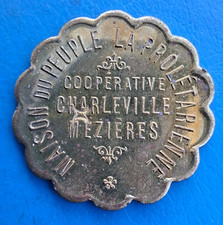 MAISON DU PEUPLE LA PROLÉTARIENNE
COOPÉRATIVE
CHARLEVILLE
MÉZIÈRES